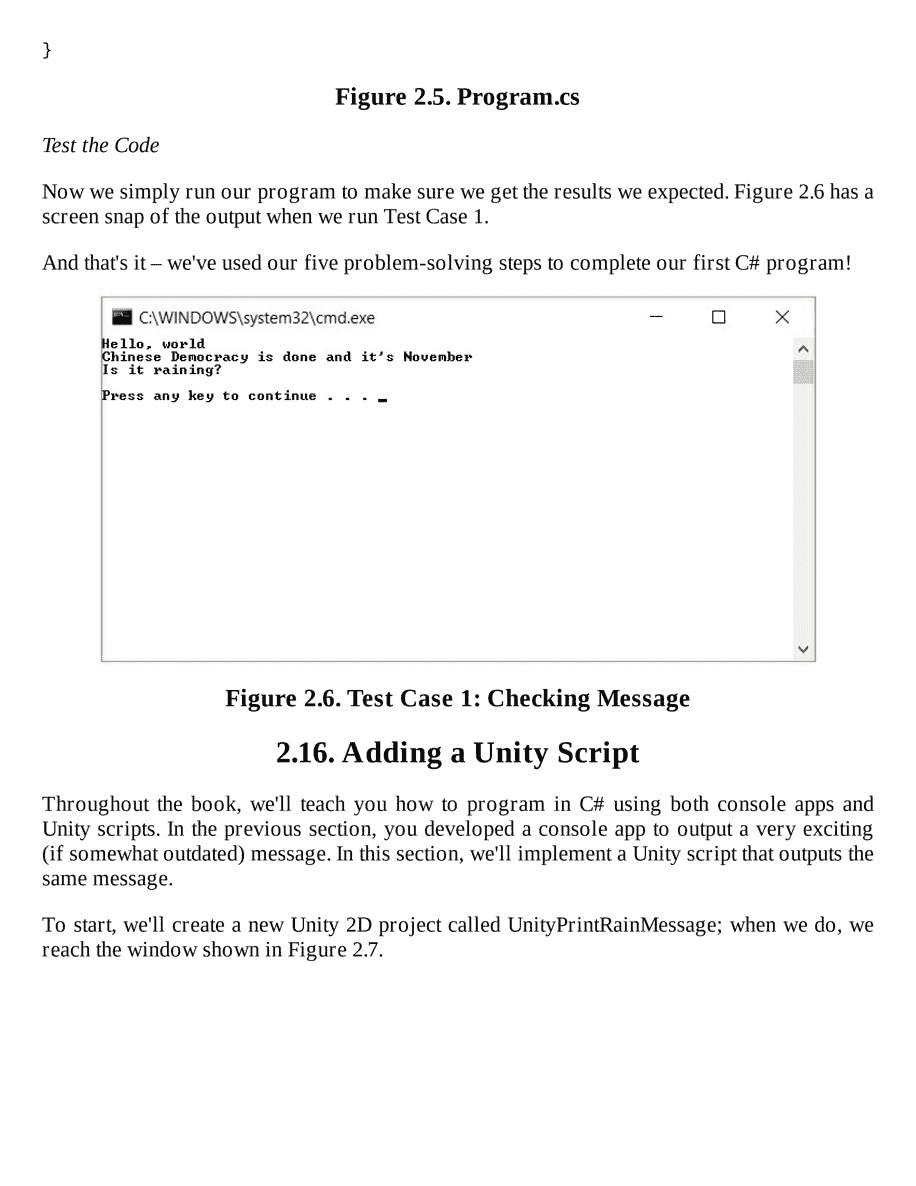 }
Figure 2.5. Program.cs
Test the Code
Now we simply run our program to make sure we get the results we expected. Figure 2.6 has a
screen snap of the output when we run Test Case 1.
And that's it – we've used our five problem-solving steps to complete our first C# program!
C:\WINDOWS\system32\cmd.exe
Hello, world
Chinese Democracy is done and it's November
Is it raining?
Press any key to continue . . . _
Figure 2.6. Test Case 1: Checking Message
2.16. Adding a Unity Script
Throughout the book, we'll teach you how to program in C# using both console apps and
Unity scripts. In the previous section, you developed a console app to output a very exciting
(if somewhat outdated) message. In this section, we'll implement a Unity script that outputs the
same message.
To start, we'll create a new Unity 2D project called UnityPrintRainMessage; when we do, we
reach the window shown in Figure 2.7.